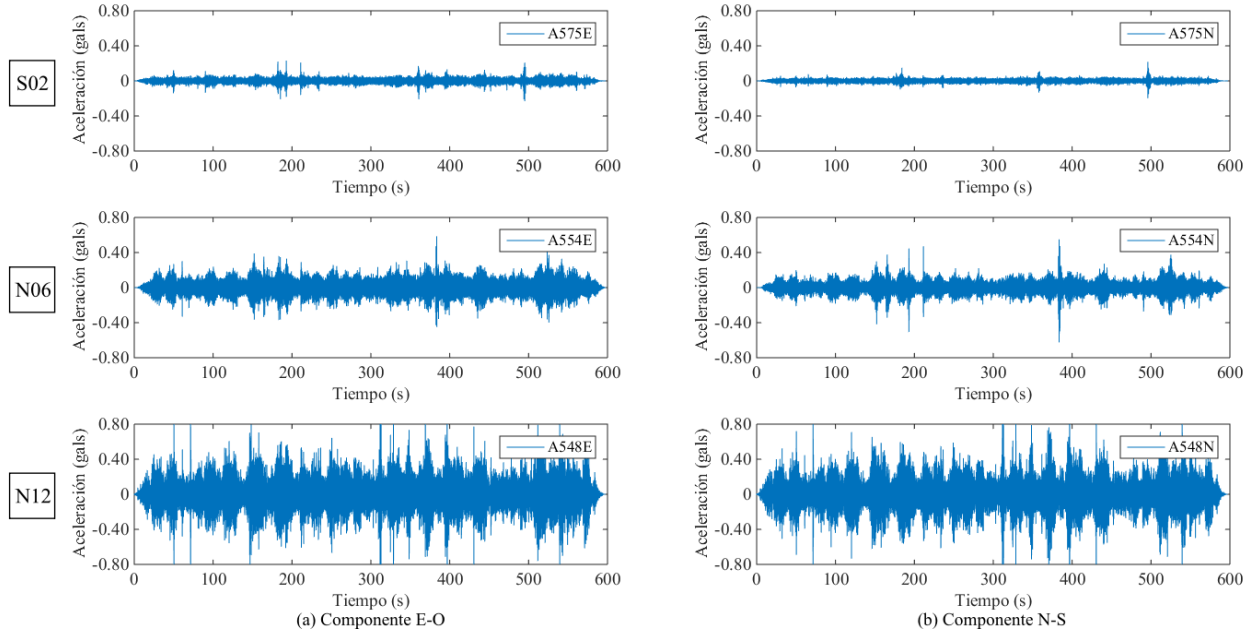 S02
Aceleración (gals)
0.80
0.40
0
-0.40
-0.80
A575E
0 100 200 300 400 500 600
Tiempo (s)
Aceleración (gals)
0.80
0.40
0
-0.40
-0.80
A575N
0 100 200 300 400 500 600
Tiempo (s)
N06
Aceleración (gals)
0.80
0.40
0
-0.40
-0.80
A554E
0 100 200 300 400 500 600
Tiempo (s)
Aceleración (gals)
0.80
0.40
0
-0.40
-0.80
A554N
0 100 200 300 400 500 600
Tiempo (s)
N12
Aceleración (gals)
0.80
0.40
0
-0.40
-0.80
A548E
0 100 200 300 400 500 600
Tiempo (s)
(a) Componente E-O
Aceleración (gals)
0.80
0.40
0
-0.40
-0.80
A548N
0 100 200 300 400 500 600
Tiempo (s)
(b) Componente N-S